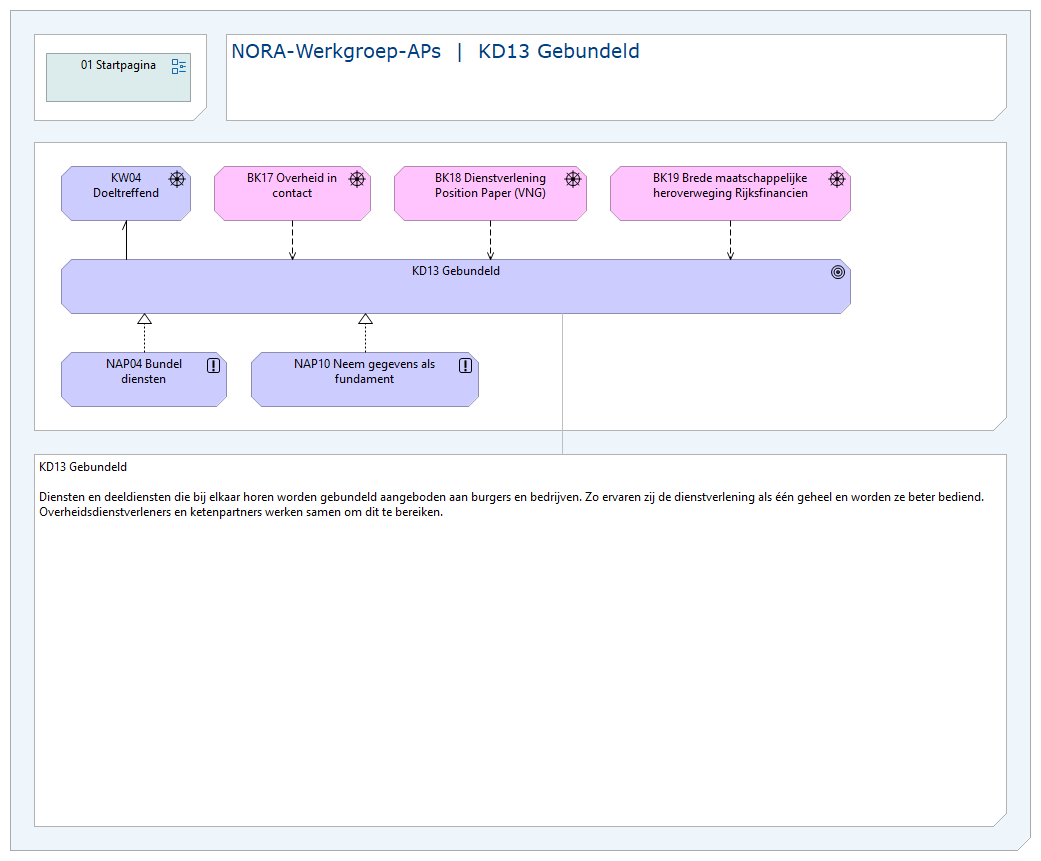 01 Startpagina
NORA-Werkgroep-APs | KD13 Gebundeld
KW04
Doeltreffend
BK17 Overheid in
contact
BK18 Dienstverlening
Position Paper (VNG)
BK19 Brede maatschappelijke
heroverweging Rijksfinancien
KD13 Gebundeld
NAP04 Bundel
diensten
NAP10 Neem gegevens als
fundament
KD13 Gebundeld
Diensten en deeldiensten die bij elkaar horen worden gebundeld aangeboden aan burgers en bedrijven. Zo ervaren zij de dienstverlening als één geheel en worden ze beter bediend.
Overheidsdienstverleners en ketenpartners werken samen om dit te bereiken.